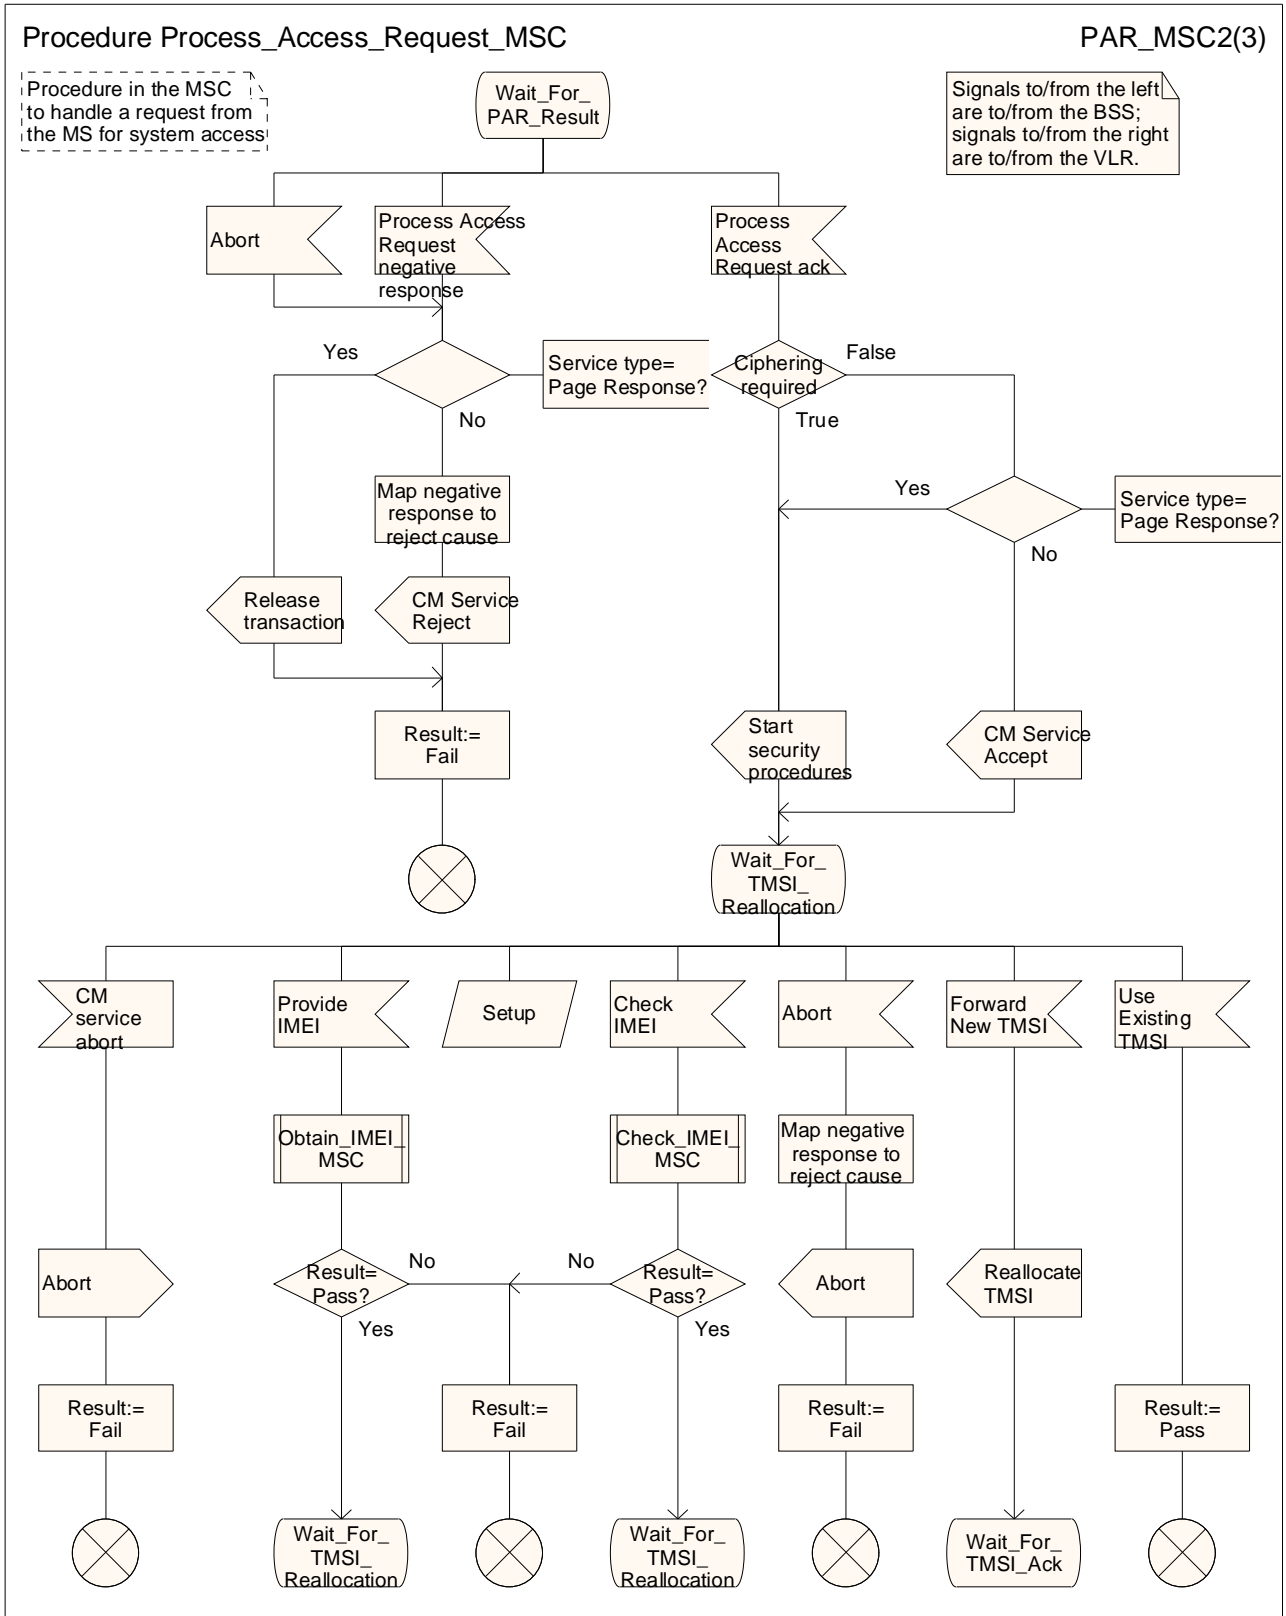 Procedure Process_Access_Request_MSC
PAR_MSC2(3)
Procedure in the MSC
to handle a request from
the MS for system access
Wait_For_
PAR_Result
Signals to/from the left
are to/from the BSS;
signals to/from the right
are to/from the VLR.
Abort
Process Access
Request
negative
response
Process
Access
Request ack
Yes
No
Service type=
Page Response?
Ciphering
required
False
True
Map negative
response to
reject cause
Yes
No
Service type=
Page Response?
Release
transaction
CM Service
Reject
Result:=
Fail
Start
security
procedures
CM Service
Accept
Wait_For_
TMSI_
Reallocation
CM
service
abort
Provide
IMEI
Setup
Check
IMEI
Abort
Forward
New TMSI
Use
Existing
TMSI
Obtain_IMEI_
MSC
Check_IMEI_
MSC
Map negative
response to
reject cause
Abort
Result=
Pass?
No
Yes
No
Result=
Pass?
Yes
Abort
Reallocate
TMSI
Result:=
Fail
Result:=
Fail
Result:=
Fail
Result:=
Pass
Wait_For_
TMSI_
Reallocation
Wait_For_
TMSI_
Reallocation
Wait_For_
TMSI_Ack